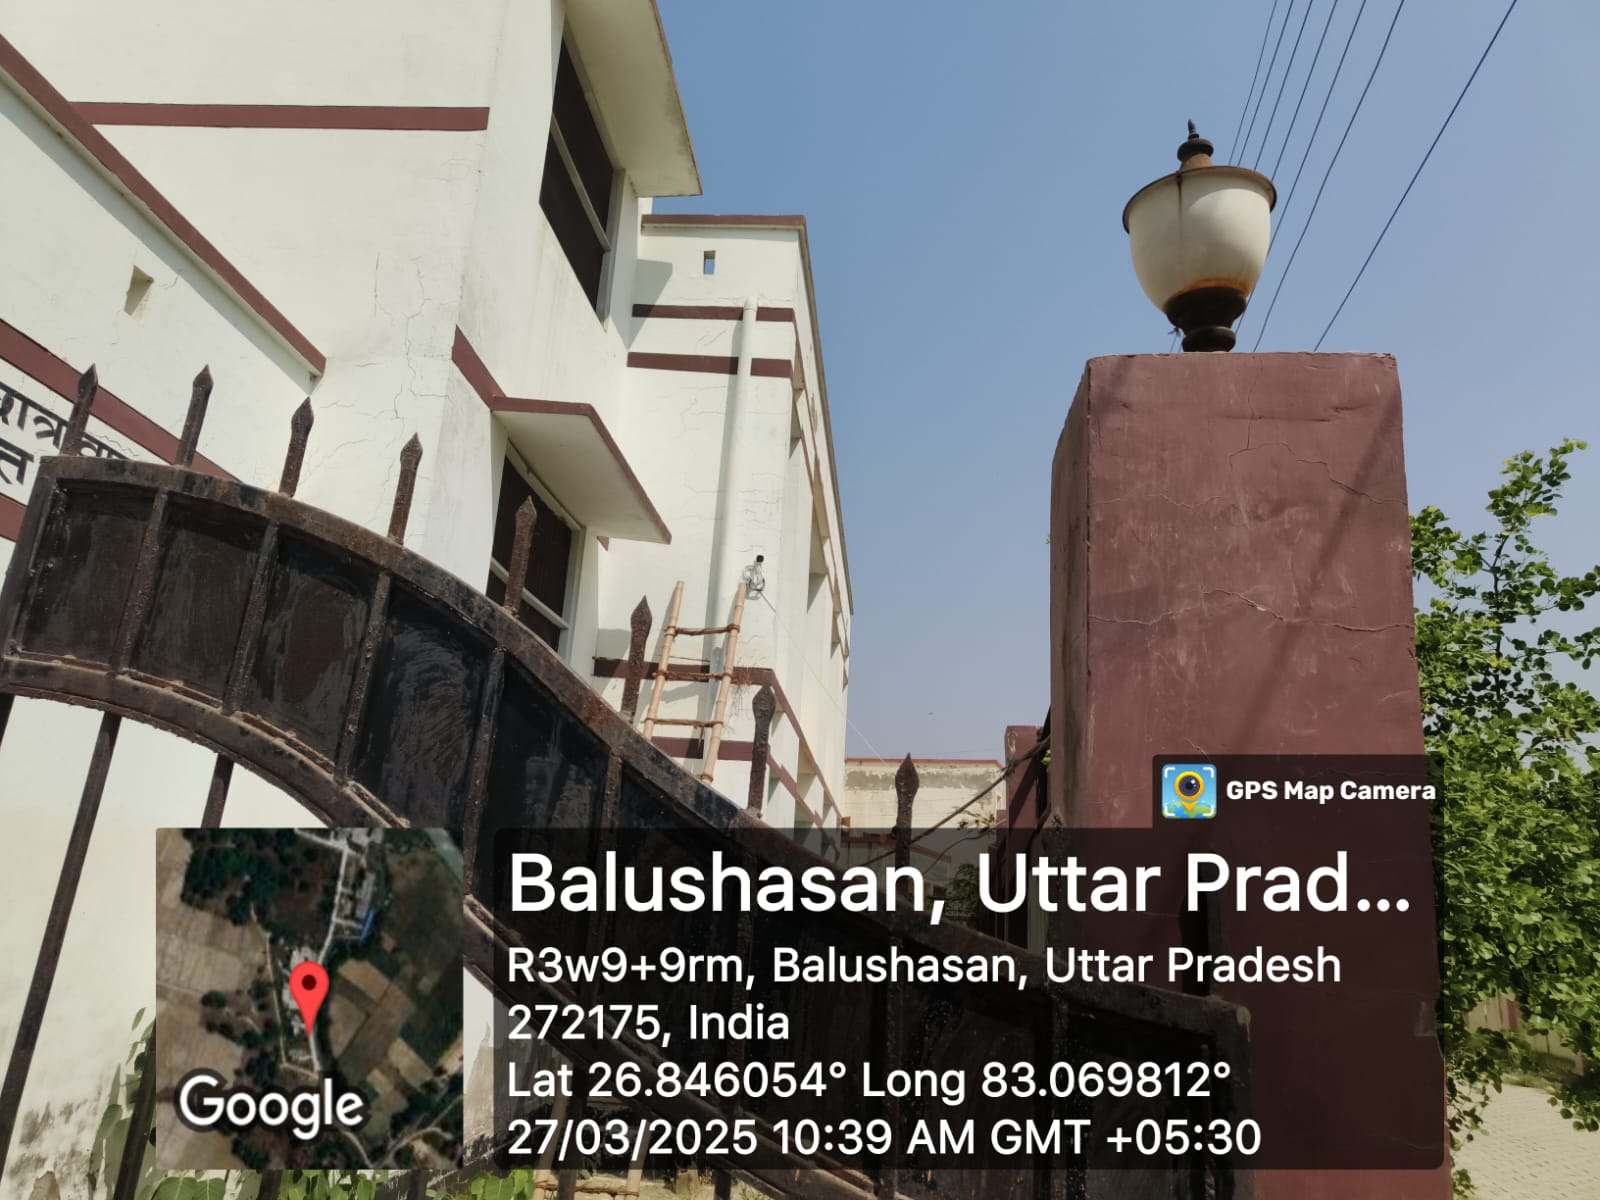 छात्र
GPS Map Camera
Balushasan, Uttar Prad...
R3w9+9rm, Balushasan, Uttar Pradesh
272175, India
Lat 26.846054° Long 83.069812°
27/03/2025 10:39 AM GMT +05:30
Google